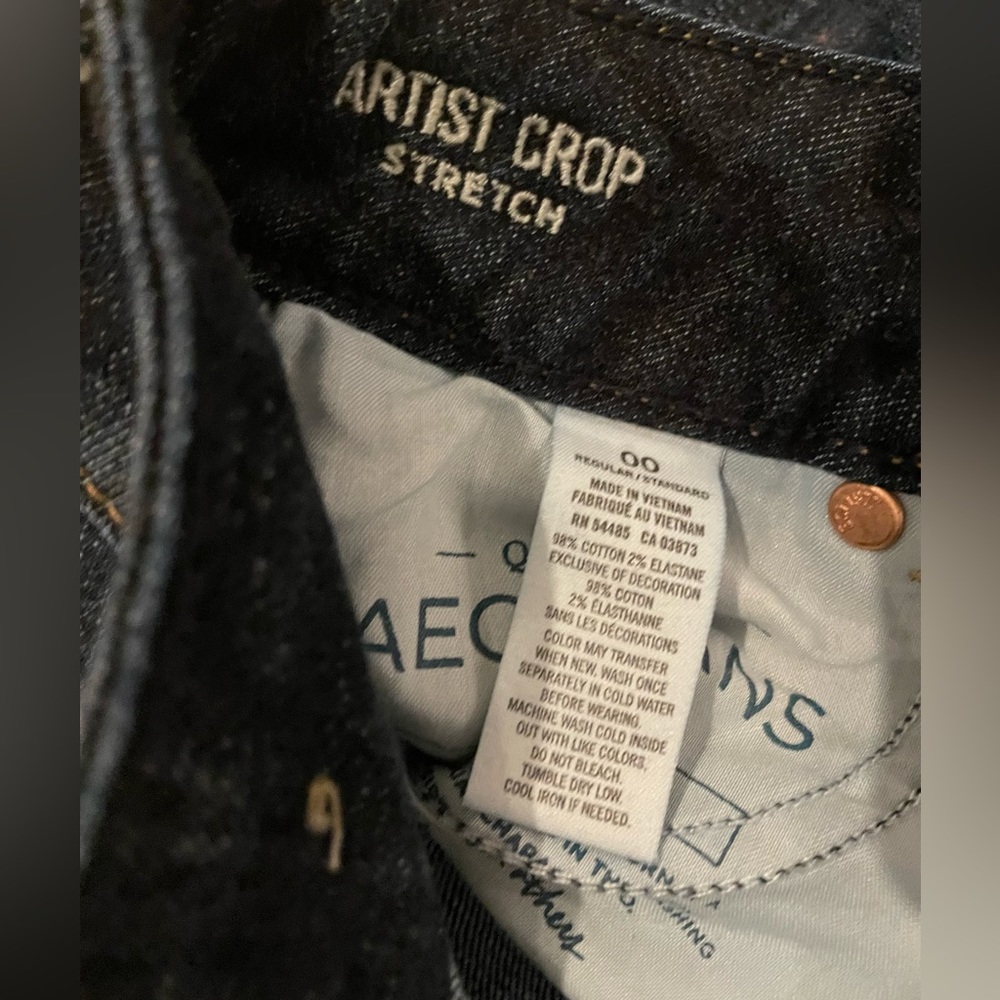 ARTIST CROP
STRETCH
00
REGULAR/STANDARD
MADE IN VIETNAM
FABRIQUÉ AU VIETNAM
RN 54485 CA 03873
98% COTTON 2% ELASTANE
EXCLUSIVE OF DECORATION
98% COTON
2% ÉLASTHANNE
SANS LES DÉCORATIONS
COLOR MAY TRANSFER
WHEN NEW. WASH ONCE
SEPARATELY IN COLD WATER
BEFORE WEARING.
MACHINE WASH COLD INSIDE
OUT WITH LIKE COLORS.
DO NOT BLEACH.
TUMBLE DRY LOW.
COOL IRON IF NEEDED.